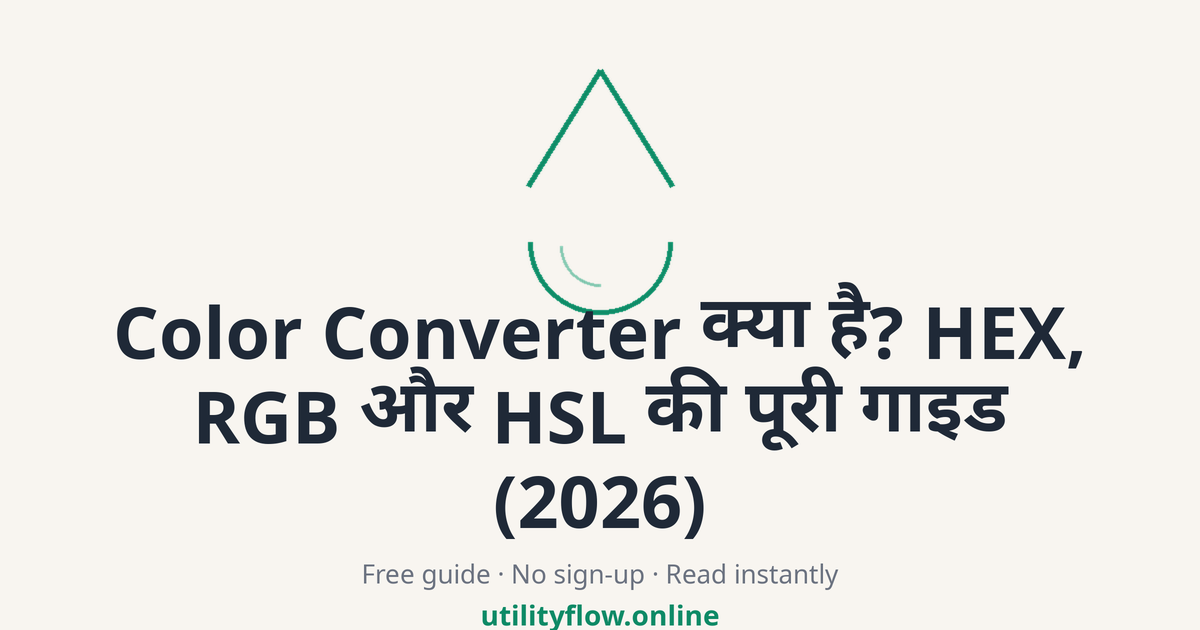 Color Converter क्या है? HEX,
RGB और HSL की पूरी गाइड
(2026)
Free guide · No sign-up · Read instantly
utilityflow.online